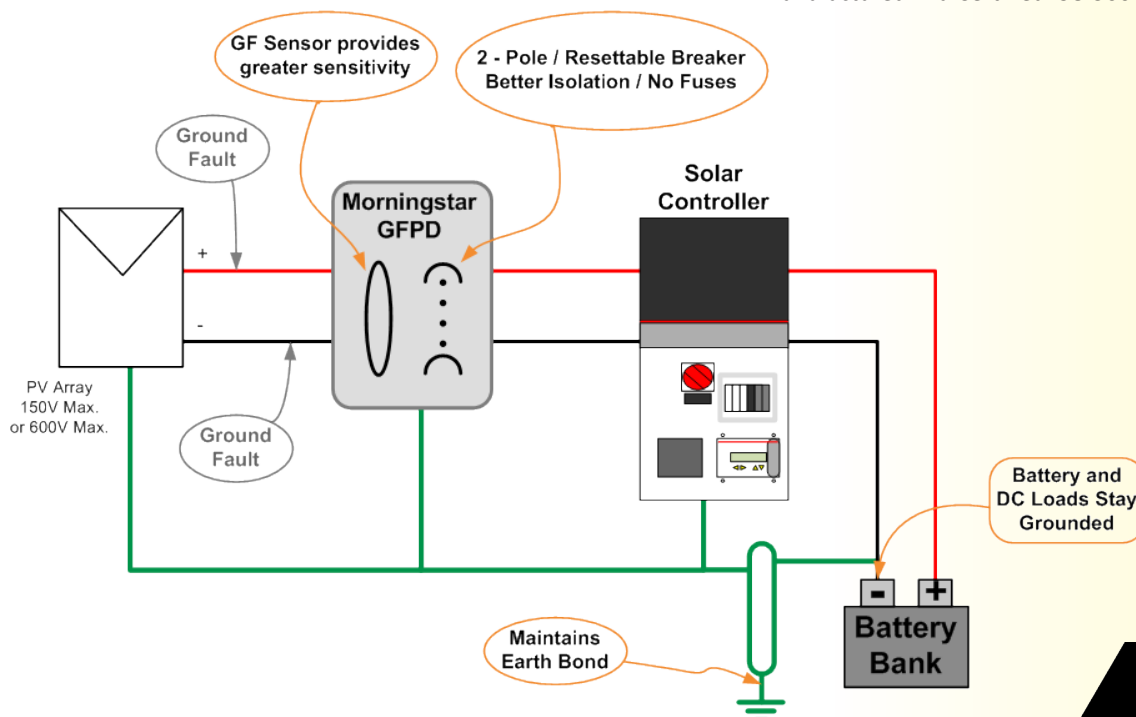 GF Sensor provides
greater sensitivity
2 - Pole / Resettable Breaker
Better Isolation / No Fuses
Ground
Fault
Morningstar
GFPD
Solar
Controller
+
-
PV Array
150V Max.
or 600V Max.
Ground
Fault
Battery and
DC Loads Stay
Grounded
Maintains
Earth Bond
- +
Battery
Bank